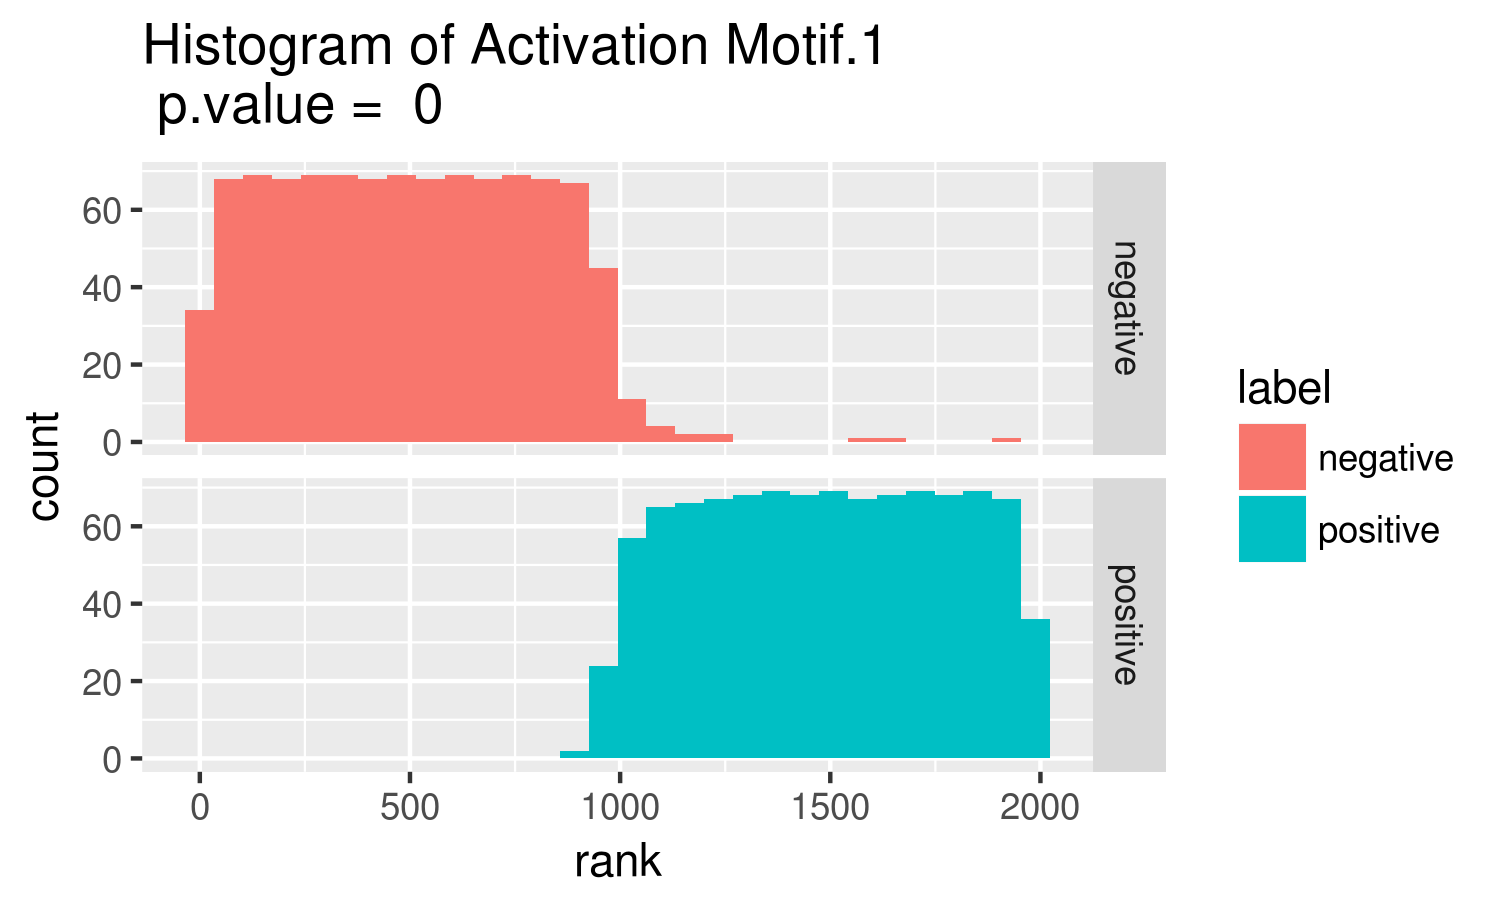 Histogram of Activation Motif.1
p.value =  0
count
60
40
20
0
negative
60
40
20
0
positive
0 500 1000 1500 2000
rank
label
negative
positive